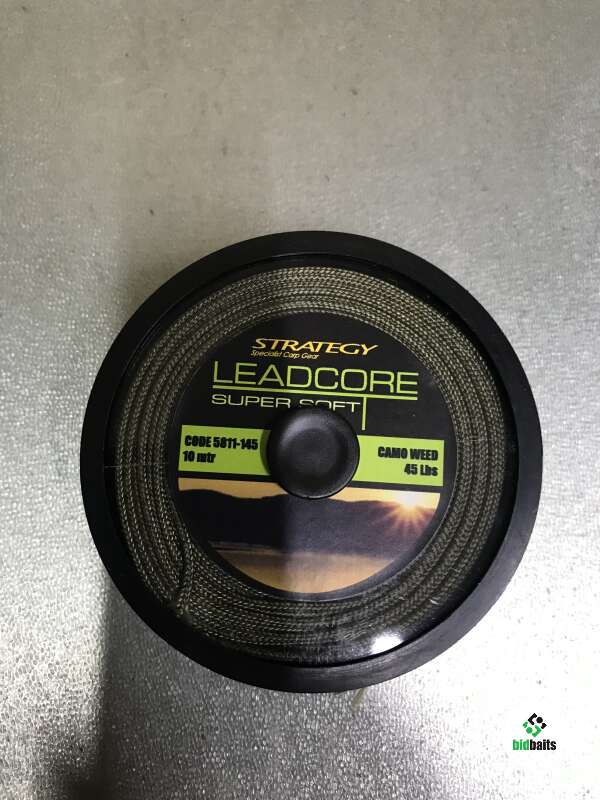 STRATEGY
Specialist Carp Gear
LEADCORE
SUPER SOFT
CODE 5811-145
10 mtr
CAMO WEED
45 Lbs
bidbaits